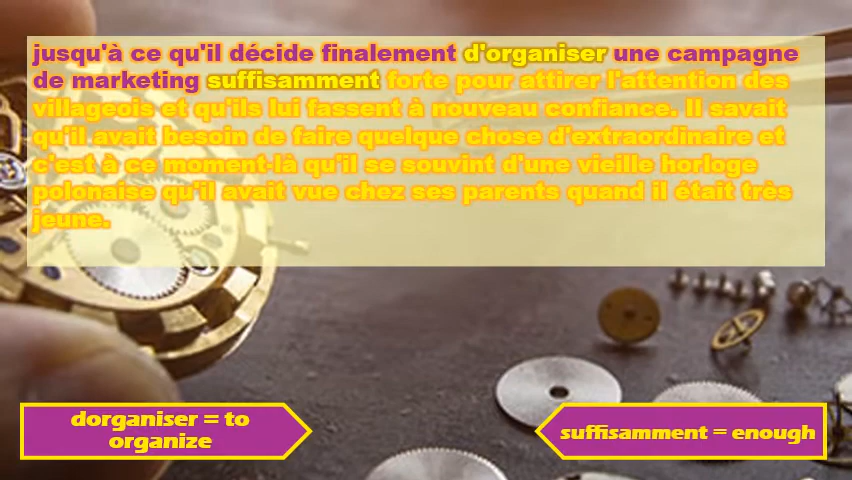 jusqu'à ce qu'il décide finalement d'organiser une campagne
de marketing suffisamment forte pour attirer l'attention des
villageois et qu'ils lui fassent à nouveau confiance. Il savait
qu'il avait besoin de faire quelque chose d'extraordinaire et
c'est à ce moment-là qu'il se souvint d'une vieille horloge
polonaise qu'il avait vue chez ses parents quand il était très
jeune.
dorganiser = to
organize
suffisamment = enough